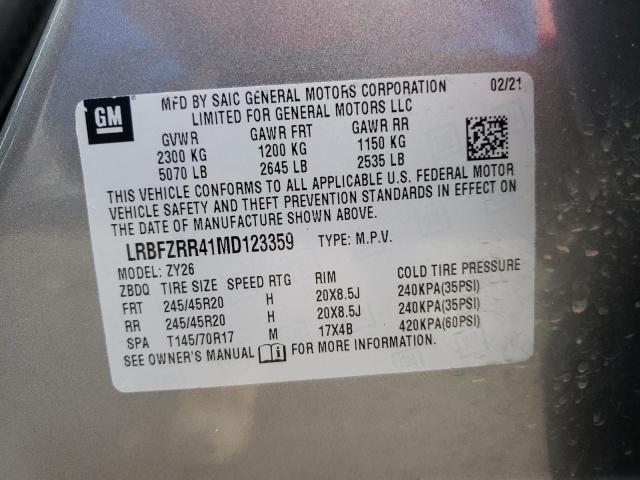 GM
MFD BY SAIC GENERAL MOTORS CORPORATION 02/21
LIMITED FOR GENERAL MOTORS LLC
GVWR GAWR FRT GAWR RR
2300 KG 1200 KG 1150 KG
5070 LB 2645 LB 2535 LB
THIS VEHICLE CONFORMS TO ALL APPLICABLE U.S. FEDERAL MOTOR
VEHICLE SAFETY AND THEFT PREVENTION STANDARDS IN EFFECT ON
THE DATE OF MANUFACTURE SHOWN ABOVE.
LRBFZRR41MD123359 TYPE: M.P.V.
MODEL: ZY26
ZBDQ TIRE SIZE SPEED RTG RIM COLD TIRE PRESSURE
FRT 245/45R20 H 20X8.5J 240KPA(35PSI)
RR 245/45R20 H 20X8.5J 240KPA(35PSI)
SPA T145/70R17 M 17X4B 420KPA(60PSI)
SEE OWNER'S MANUAL FOR MORE INFORMATION.